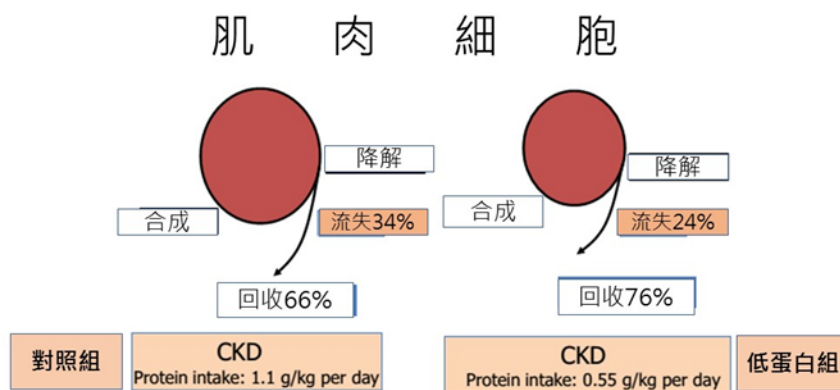 肌肉細胞
降解
合成
流失34%
回收66%
對照組
CKD
Protein intake: 1.1 g/kg per day
降解
合成
流失24%
回收76%
CKD
Protein intake: 0.55 g/kg per day
低蛋白組